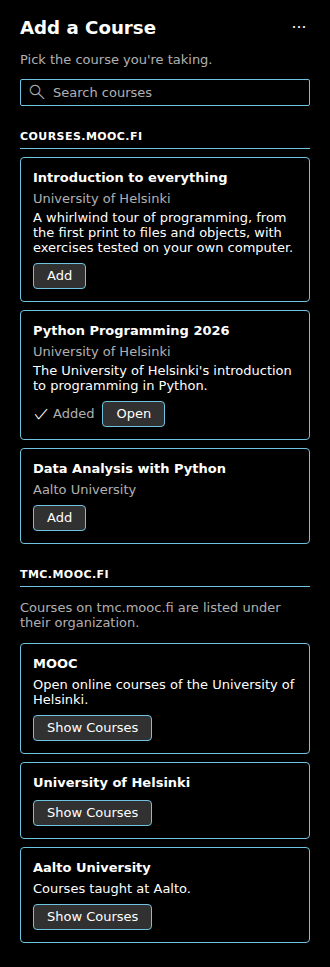 Add a Course
Pick the course you're taking.
Search courses
COURSES.MOOC.FI
Introduction to everything
University of Helsinki
A whirlwind tour of programming, from
the first print to files and objects, with
exercises tested on your own computer.
Add
Python Programming 2026
University of Helsinki
The University of Helsinki's introduction
to programming in Python.
Added Open
Data Analysis with Python
Aalto University
Add
TMC.MOOC.FI
Courses on tmc.mooc.fi are listed under
their organization.
MOOC
Open online courses of the University of
Helsinki.
Show Courses
University of Helsinki
Show Courses
Aalto University
Courses taught at Aalto.
Show Courses